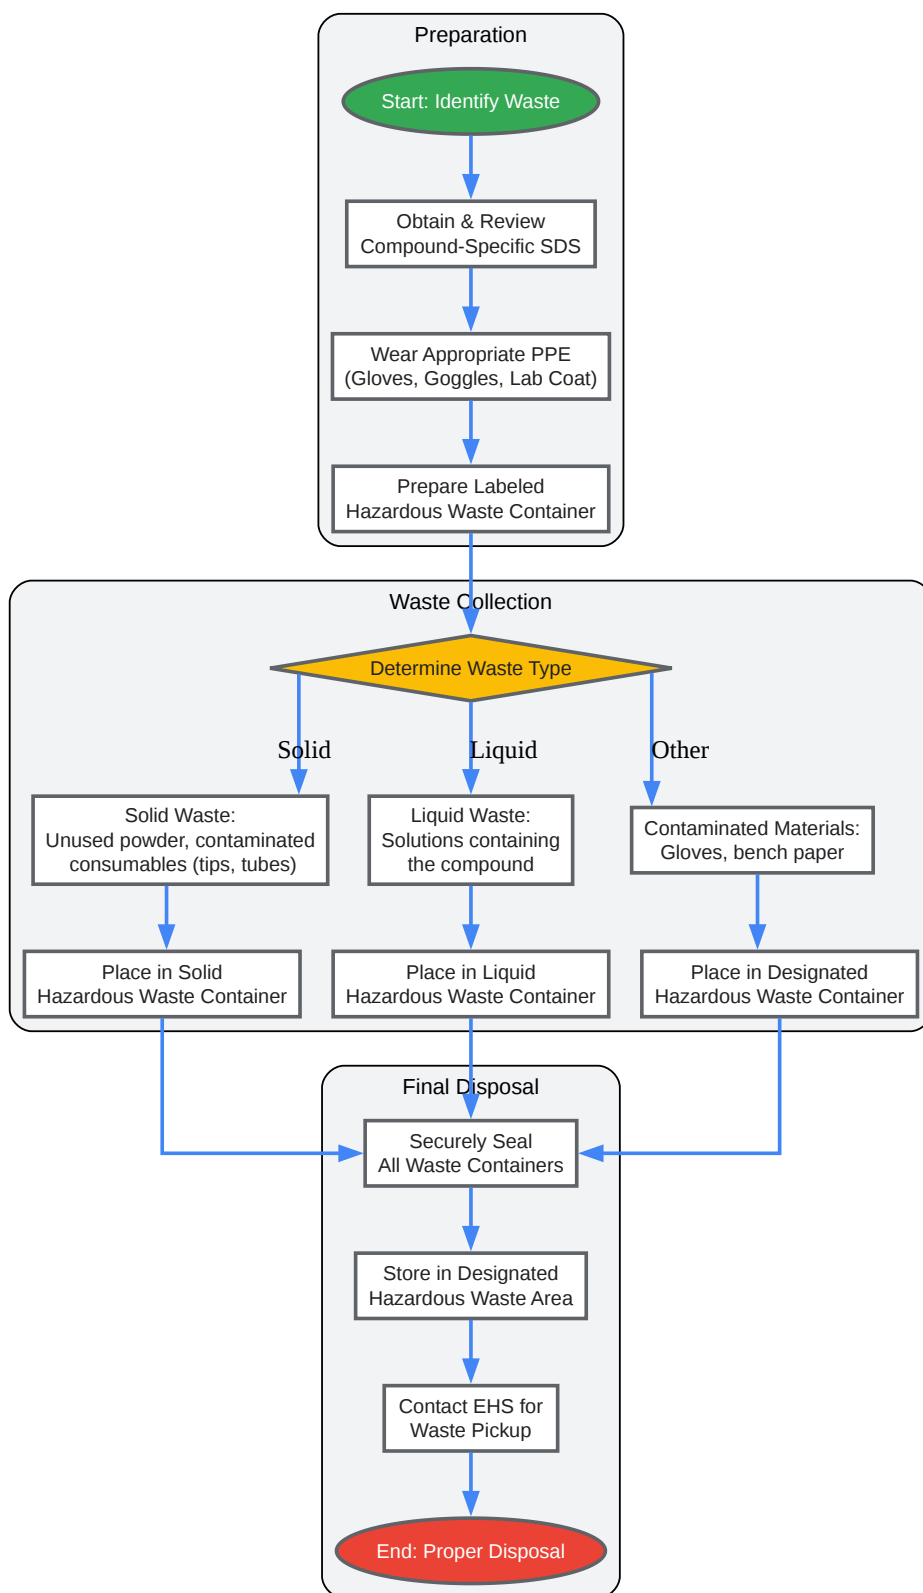 Preparation
Start: Identify Waste
Obtain & Review
Compound-Specific SDS
Wear Appropriate PPE
(Gloves, Goggles, Lab Coat)
Prepare Labeled
Hazardous Waste Container
Waste Collection
Determine Waste Type
Solid
Liquid
Other
Solid Waste:
Unused powder, contaminated
consumables (tips, tubes)
Liquid Waste:
Solutions containing
the compound
Contaminated Materials:
Gloves, bench paper
Place in Solid
Hazardous Waste Container
Place in Liquid
Hazardous Waste Container
Place in Designated
Hazardous Waste Container
Final Disposal
Securely Seal
All Waste Containers
Store in Designated
Hazardous Waste Area
Contact EHS for
Waste Pickup
End: Proper Disposal